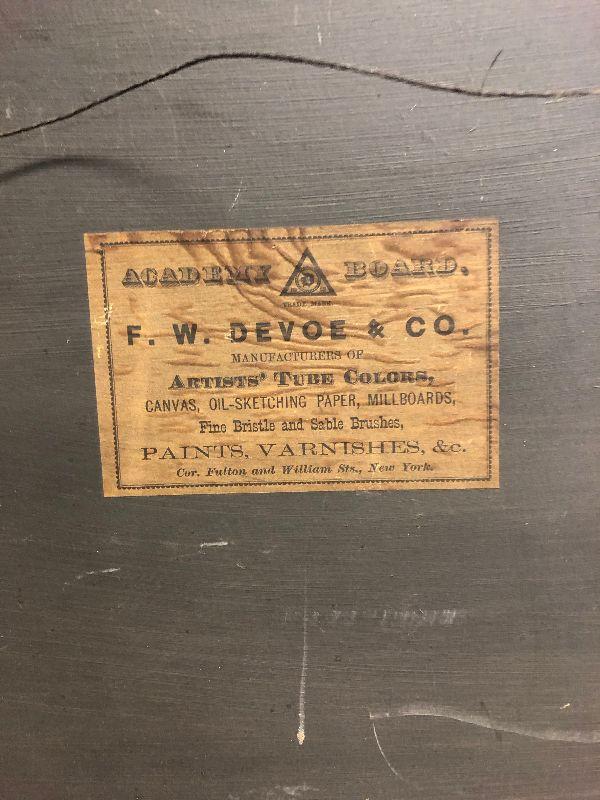 ACADEMY BOARD.
TRADE MARK
F. W. DEVOE & CO.
MANUFACTURERS OF
ARTISTS' TUBE COLORS,
CANVAS, OIL-SKETCHING PAPER, MILLBOARDS,
Fine Bristle and Sable Brushes,
PAINTS, VARNISHES, &c.
Cor. Fulton and William Sts., New York.